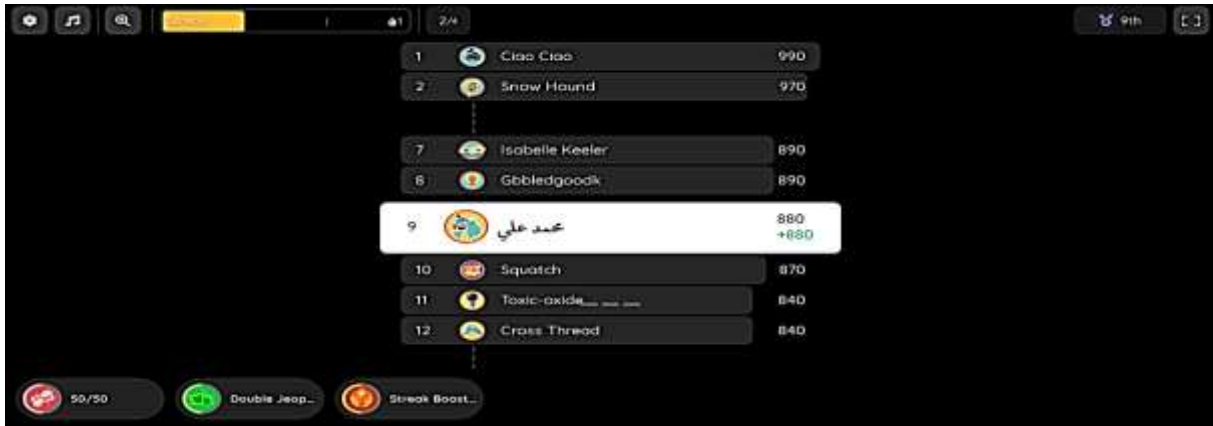 1 2/4 9th
1 Ciao Ciao 990
2 Snow Hound 970
7 Isabelle Keeler 890
8 Gbbledgoodk 890
9 محمد علي 880
+880
10 Squatch 870
11 Toxic-oxide_ _ _ 840
12 Cross Thread 840
50/50 Double Jeop... Streak Boost...